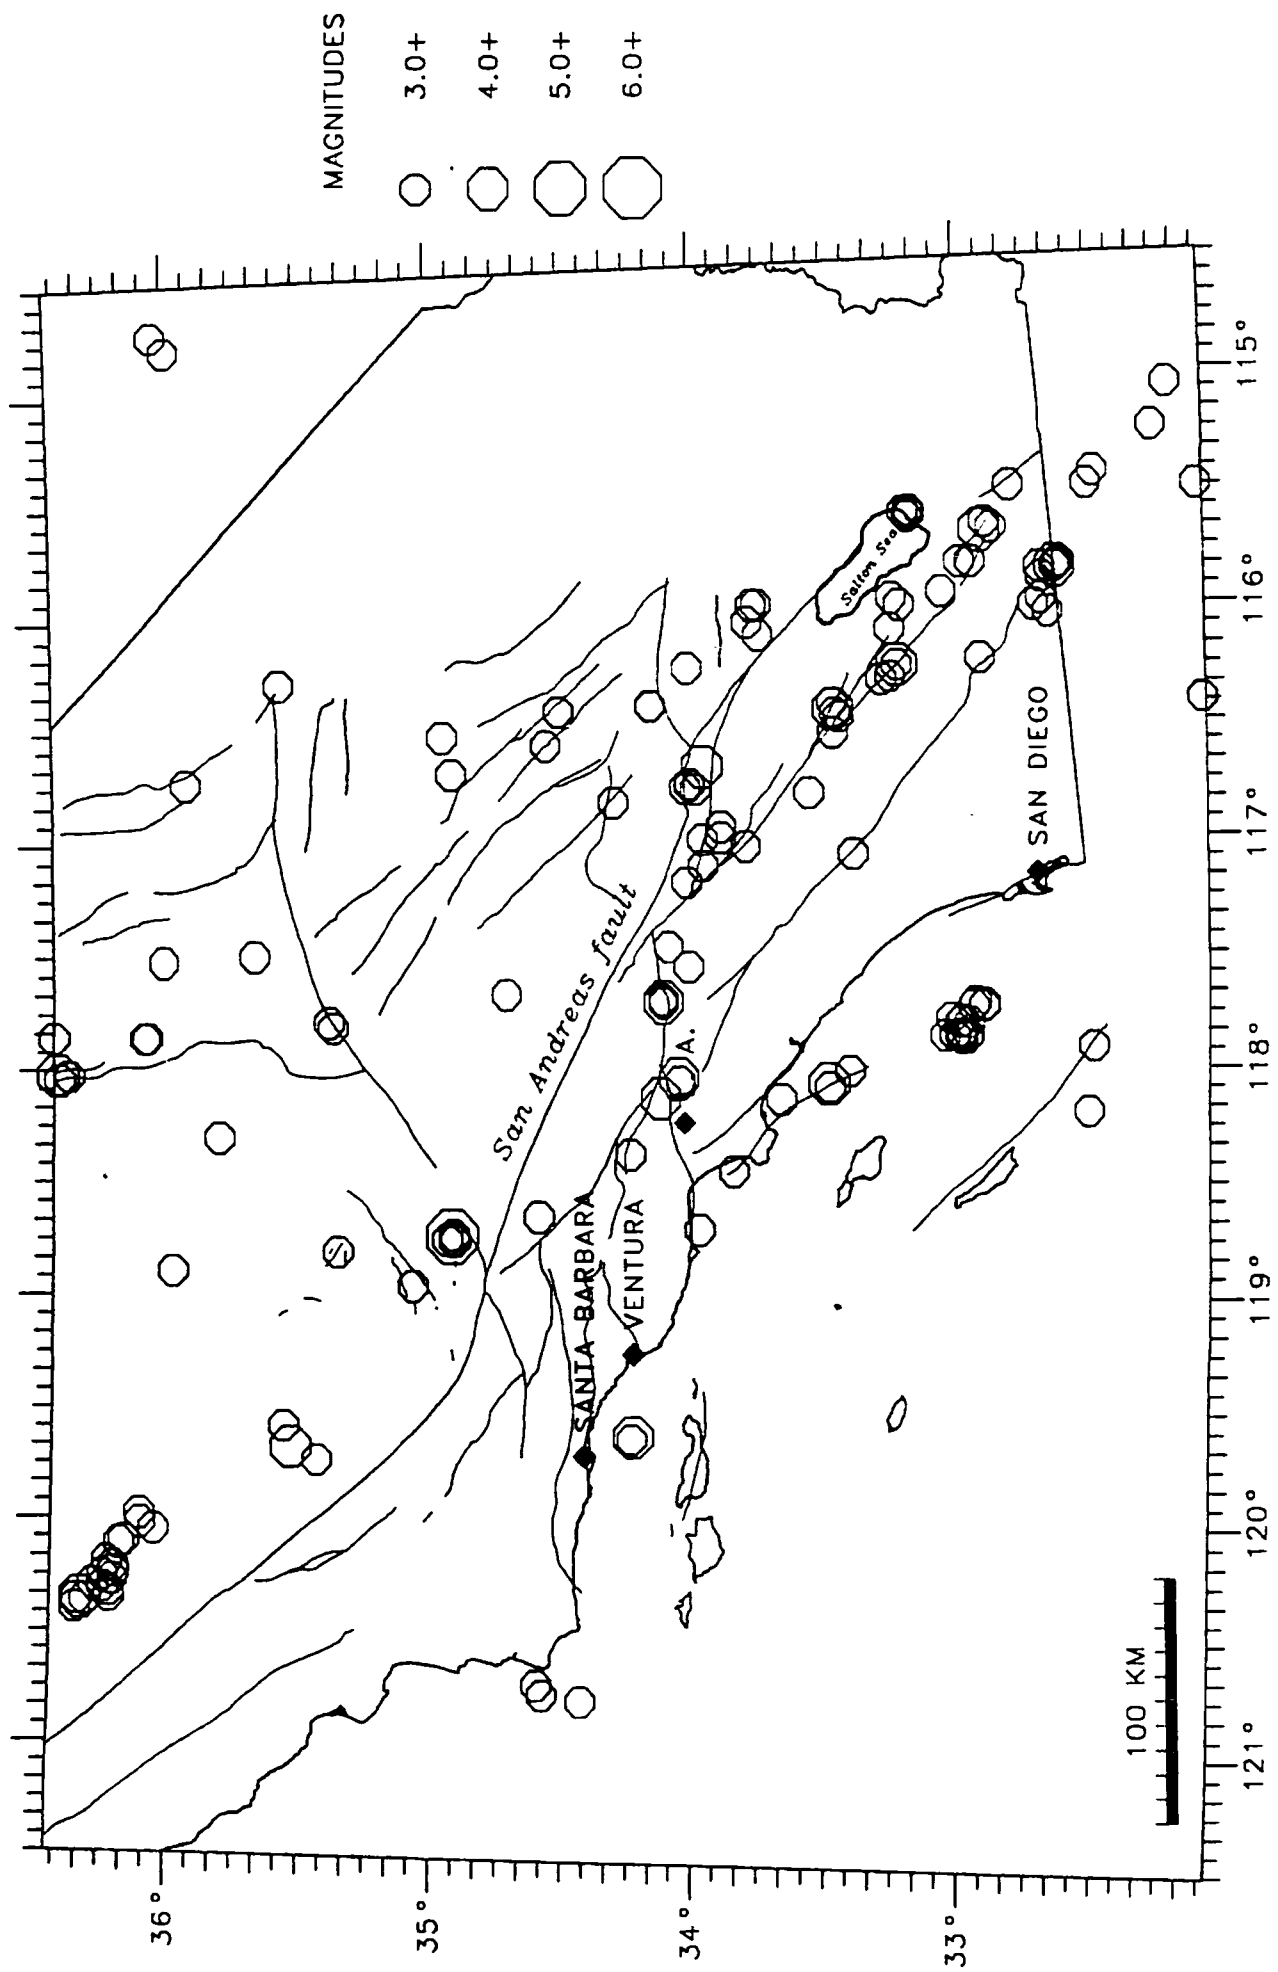 MAGNITUDES
3.0+
4.0+
5.0+
6.0+
36°
35°
34°
33°
121°
120°
119°
118°
117°
116°
115°
San Andreas fault
SANTA BARBARA
VENTURA
A.
Salton Sea
SAN DIEGO
100 KM